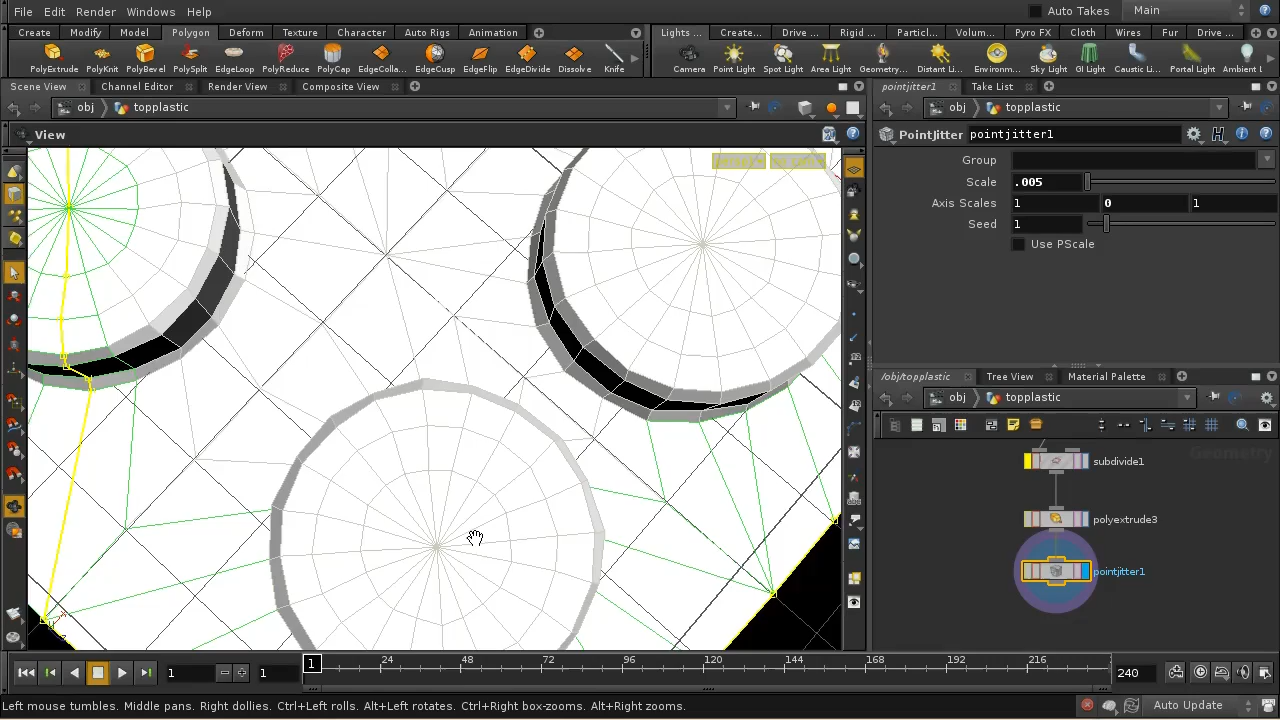 File Edit Render Windows Help Auto Takes Main
Create Modify Model Polygon Deform Texture Character Auto Rigs Animation Lights ... Create... Drive ... Rigid ... Particl... Volum... Pyro FX Cloth Wires Fur Drive ...
PolyExtrude PolyKnit PolyBevel PolySplit EdgeLoop PolyReduce PolyCap EdgeColla... EdgeCusp EdgeFlip EdgeDivide Dissolve Knife Camera Point Light Spot Light Area Light Geometry... Distant Li... Environm... Sky Light GI Light Caustic Li... Portal Light Ambient L
Scene View Channel Editor Render View Composite View pointjitter1 Take List
obj topplastic obj topplastic
View PointJitter pointjitter1
Group
Scale .005
Axis Scales 1 0 1
Seed 1
Use PScale
/obj/topplastic Tree View Material Palette
obj topplastic
Geometry
subdivide1
polyextrude3
pointjitter1
1 1 1 24 48 72 96 120 144 168 192 216 240
Left mouse tumbles. Middle pans. Right dollies. Ctrl+Left rolls. Alt+Left rotates. Ctrl+Right box-zooms. Alt+Right zooms. Auto Update